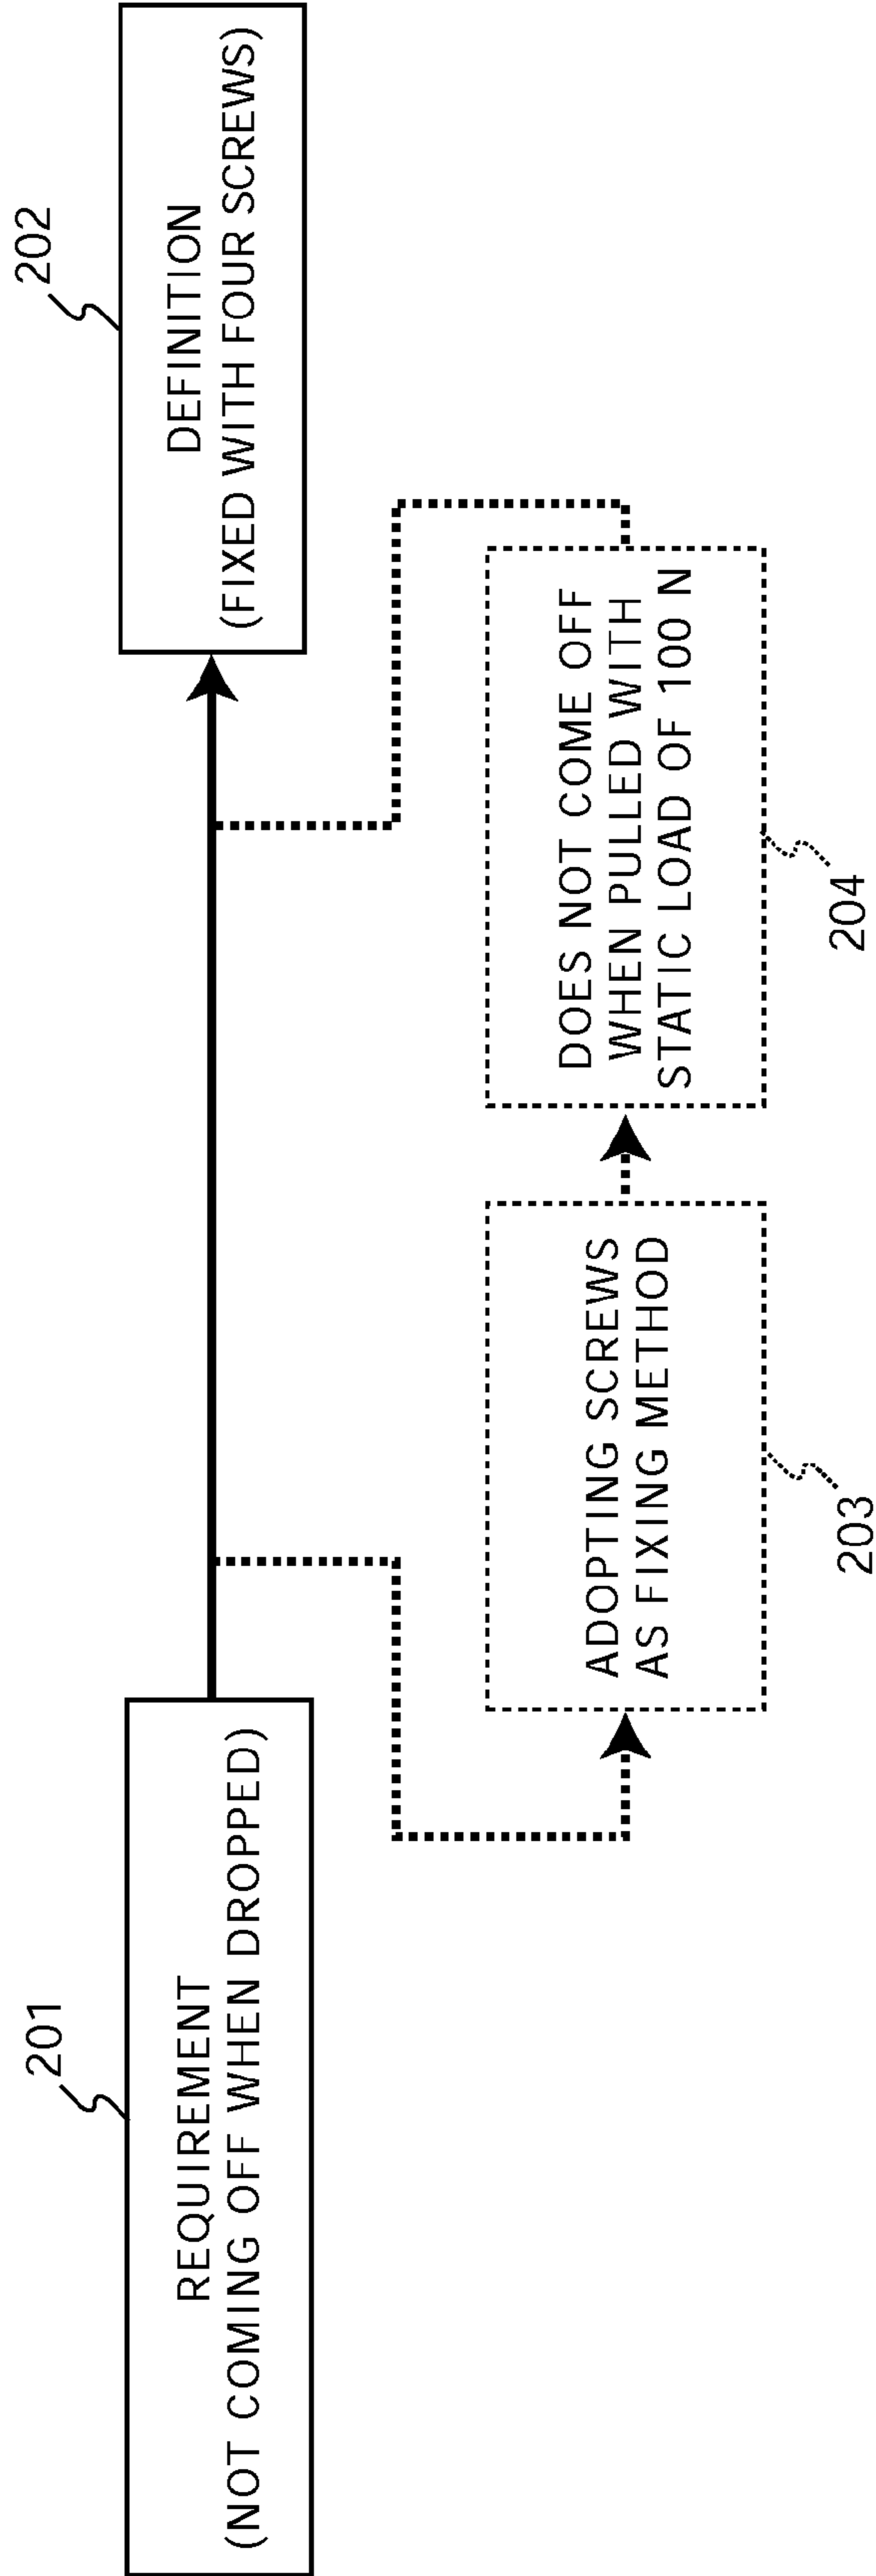 201
REQUIREMENT
(NOT COMING OFF WHEN DROPPED)
202
DEFINITION
(FIXED WITH FOUR SCREWS)
ADOPTING SCREWS
AS FIXING METHOD
203
DOES NOT COME OFF
WHEN PULLED WITH
STATIC LOAD OF 100 N
204